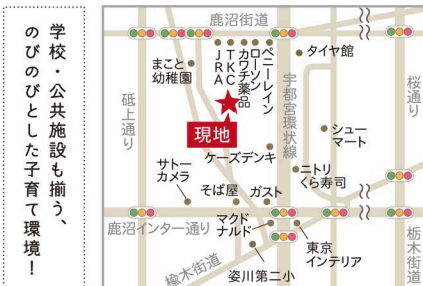 学校・公共施設も揃う、
のびのびとした子育て環境！
鹿沼街道
まこと
幼稚園
JRA
TKC
カワチ薬品
ローソン
ペニーレイン
タイヤ館
桜通り
砥上通り
宇都宮環状線
現地
シュー
マート
ケーズデンキ
サトー
カメラ
ニトリ
くら寿司
そば屋
ガスト
鹿沼インター通り
マクド
ナルド
東京
インテリア
栃木街道
楡木街道
姿川第二小